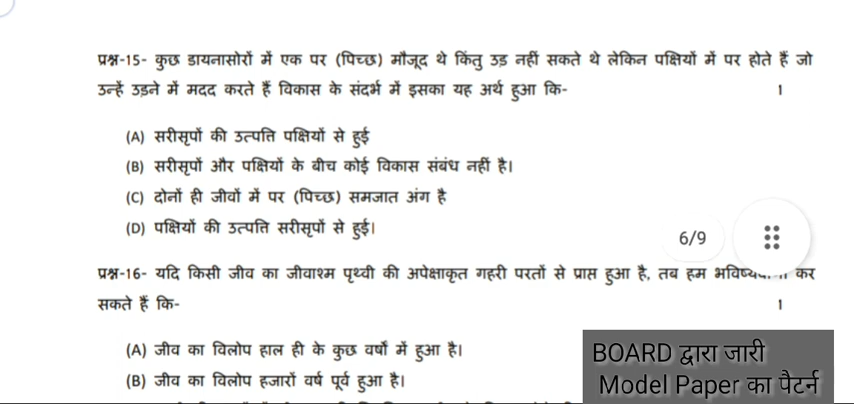 प्रश्न-15- कुछ डायनासोरों में एक पर (पिच्छ) मौजूद थे किंतु उड़ नहीं सकते थे लेकिन पक्षियों में पर होते हैं जो
उन्हें उड़ने में मदद करते हैं विकास के संदर्भ में इसका यह अर्थ हुआ कि- 1
(A) सरीसृपों की उत्पत्ति पक्षियों से हुई
(B) सरीसृपों और पक्षियों के बीच कोई विकास संबंध नहीं है।
(C) दोनों ही जीवों में पर (पिच्छ) समजात अंग है
(D) पक्षियों की उत्पत्ति सरीसृपों से हुई।
6/9
प्रश्न-16- यदि किसी जीव का जीवाश्म पृथ्वी की अपेक्षाकृत गहरी परतों से प्राप्त हुआ है, तब हम कर
सकते हैं कि- 1
(A) जीव का विलोप हाल ही के कुछ वर्षों में हुआ है।
(B) जीव का विलोप हजारों वर्ष पूर्व हुआ है।
BOARD द्वारा जारी
Model Paper का पैटर्न